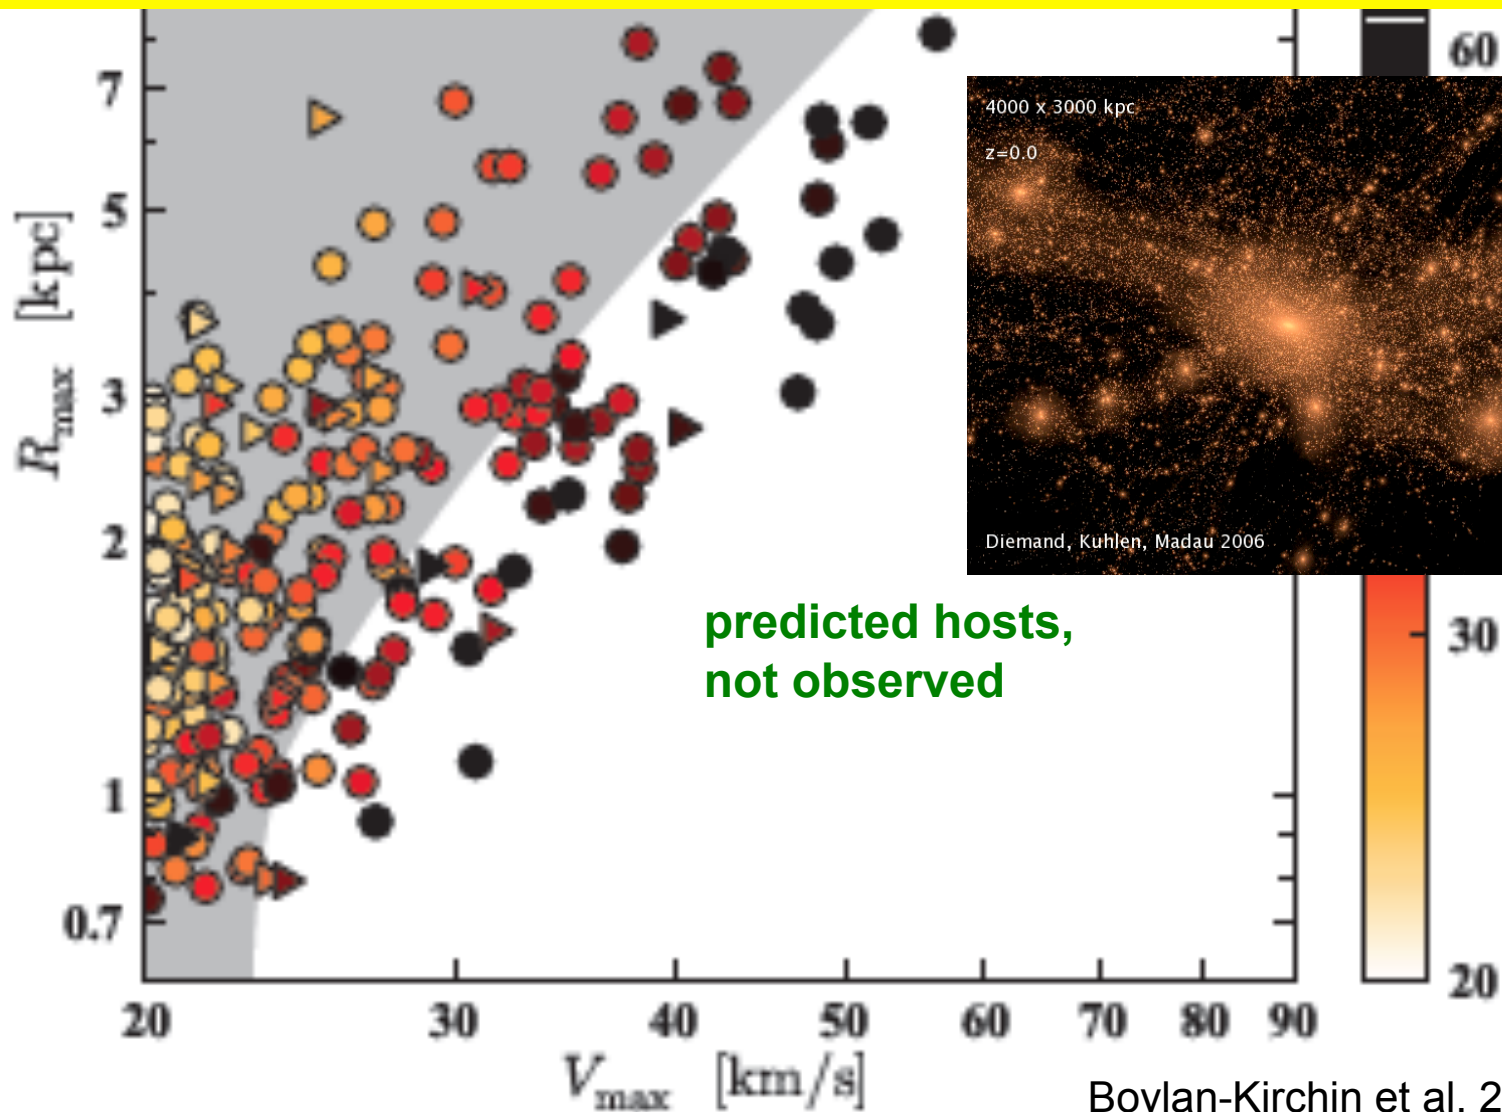 7
5
3
2
1
0.7
R_max [kpc]
20 30 40 50 60 70 80 90
V_max [km/s]
60
30
20
4000 x 3000 kpc
z=0.0
Diemand, Kuhlen, Madau 2006
predicted hosts,
not observed
Boylan-Kirchin et al. 2